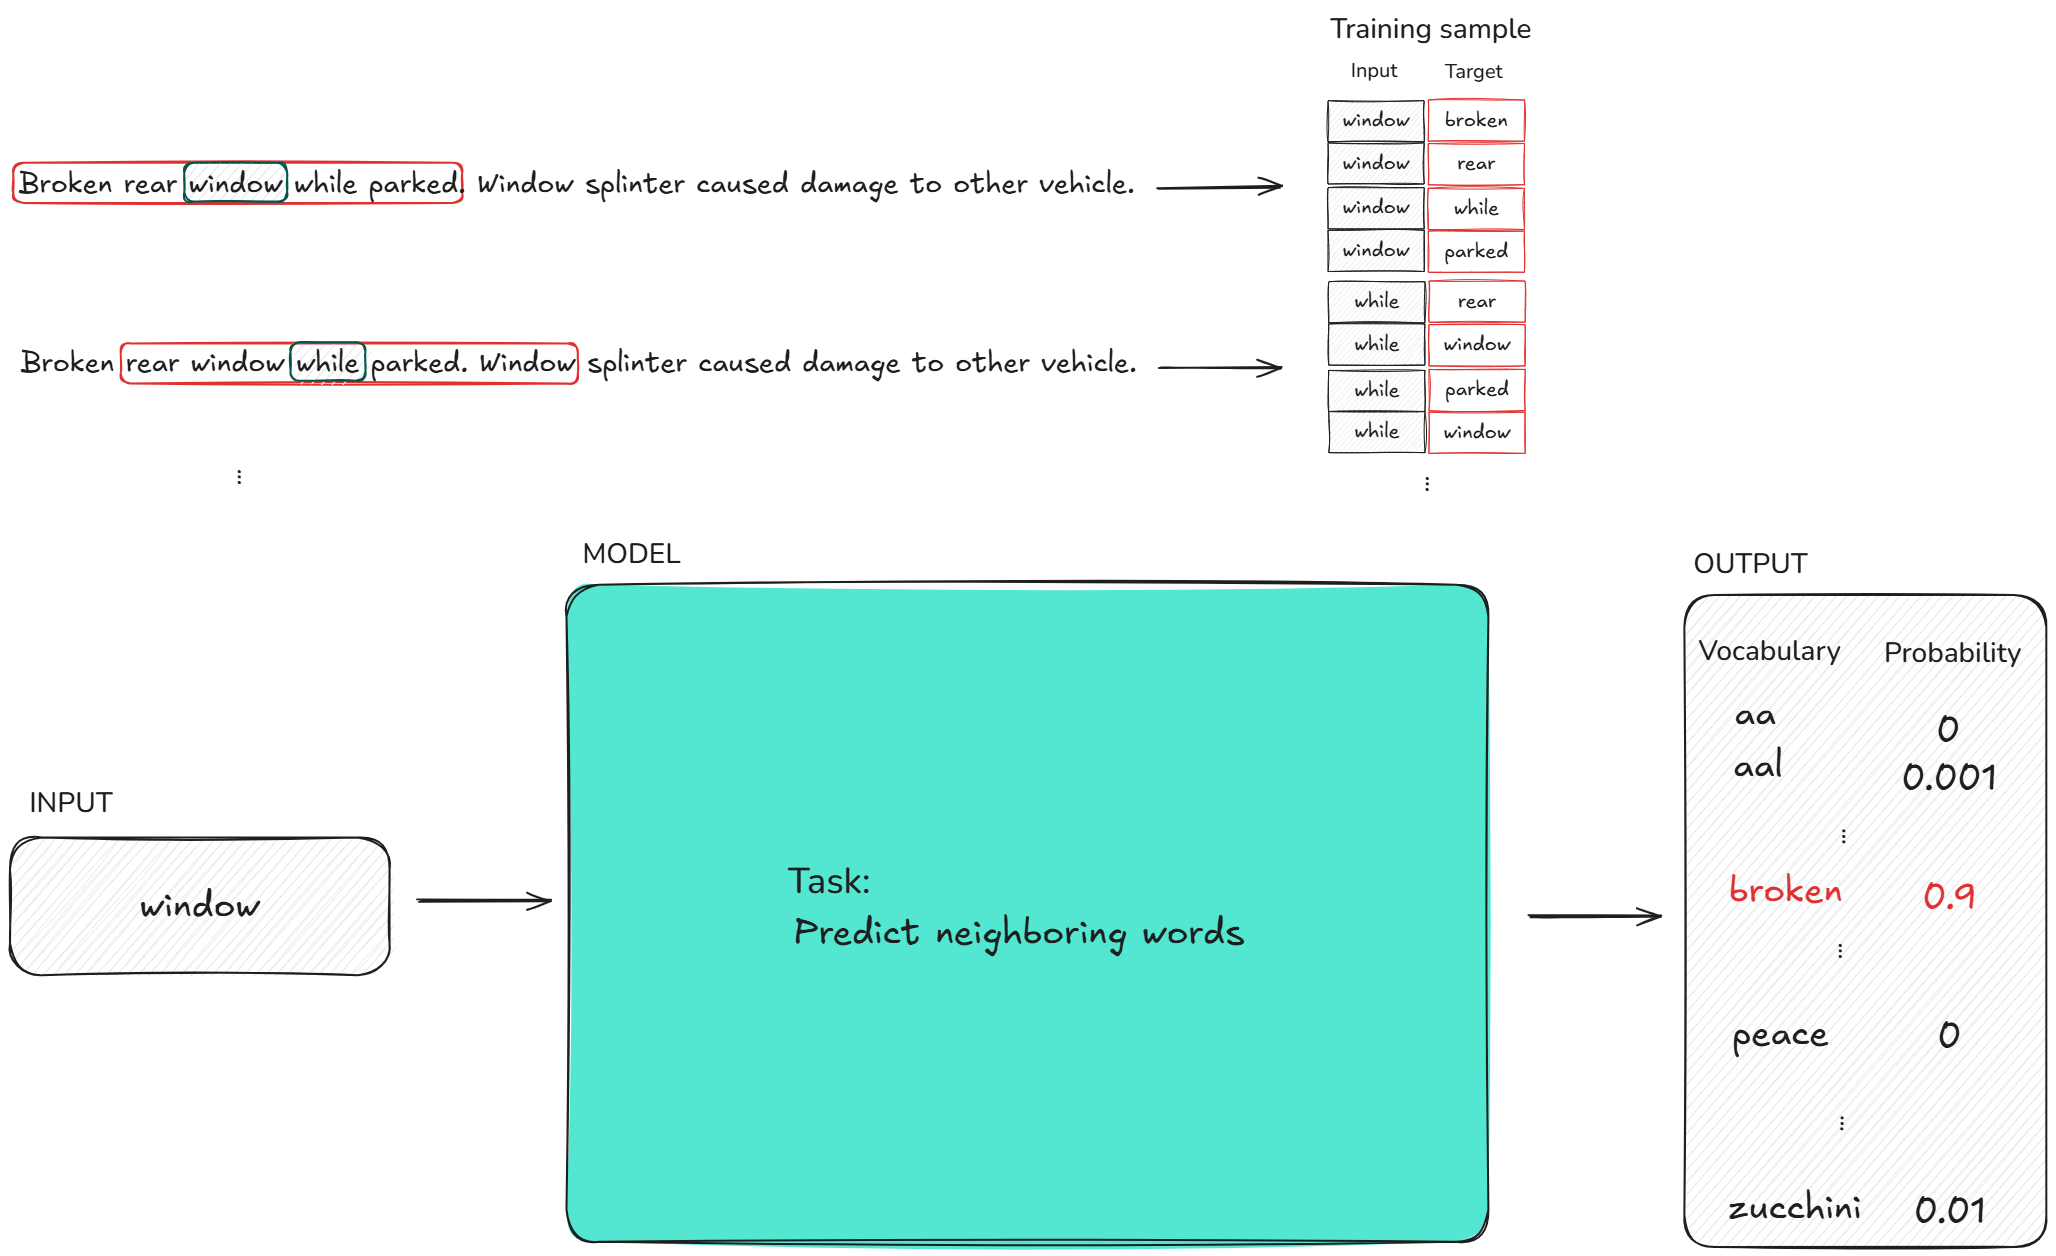 Training sample
Input Target
window broken
window rear
window while
window parked
Broken rear window while parked. Window splinter caused damage to other vehicle.
while rear
while window
while parked
while window
Broken rear window while parked. Window splinter caused damage to other vehicle.
MODEL
OUTPUT
Vocabulary Probability
aa 0
aal 0.001
broken 0.9
peace 0
zucchini 0.01
INPUT
window
Task:
Predict neighboring words